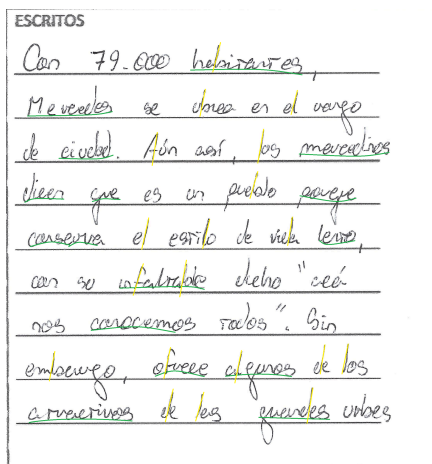 ESCRITOS
Con 79.000 habitantes,
Mercedes se ubica en el rango
de ciudad. Aún así, los mercedinos
dicen que es un pueblo porque
conserva el estilo de vida lento,
con su infaltable dicho "acá
nos conocemos todos". Sin
embargo, ofrece algunos de los
atractivos de las grandes urbes